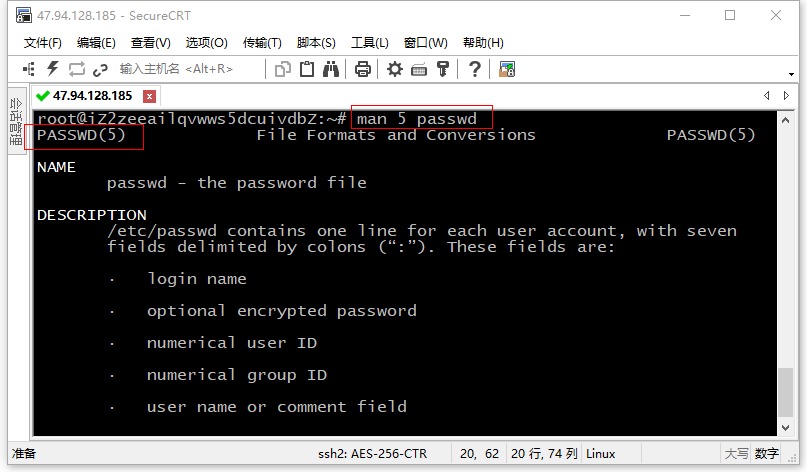 47.94.128.185 - SecureCRT
文件(F) 编辑(E) 查看(V) 选项(O) 传输(T) 脚本(S) 工具(L) 窗口(W) 帮助(H)
输入主机名 <Alt+R>
会话管理
47.94.128.185
root@iZ2zeeailqvwws5dcuivdbZ:~# man 5 passwd
PASSWD(5) File Formats and Conversions PASSWD(5)
NAME
passwd - the password file
DESCRIPTION
/etc/passwd contains one line for each user account, with seven
fields delimited by colons (“:”). These fields are:
· login name
· optional encrypted password
· numerical user ID
· numerical group ID
· user name or comment field
准备 ssh2: AES-256-CTR 20, 62 20 行, 74 列 Linux 大写 数字